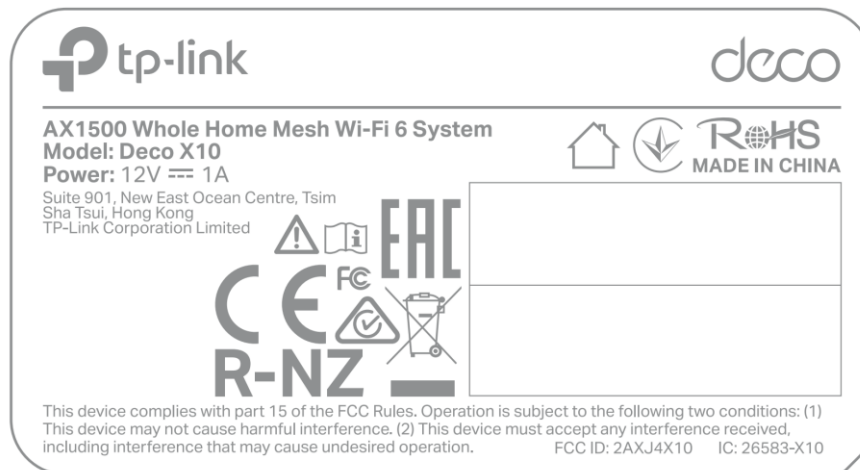 tp-link
deco
AX1500 Whole Home Mesh Wi-Fi 6 System
Model: Deco X10
Power: 12V ⎓ 1A
Suite 901, New East Ocean Centre, Tsim
Sha Tsui, Hong Kong
TP-Link Corporation Limited
RoHS
MADE IN CHINA
EAC
FC
CE
R-NZ
This device complies with part 15 of the FCC Rules. Operation is subject to the following two conditions: (1)
This device may not cause harmful interference. (2) This device must accept any interference received,
including interference that may cause undesired operation.
FCC ID: 2AXJ4X10 IC: 26583-X10